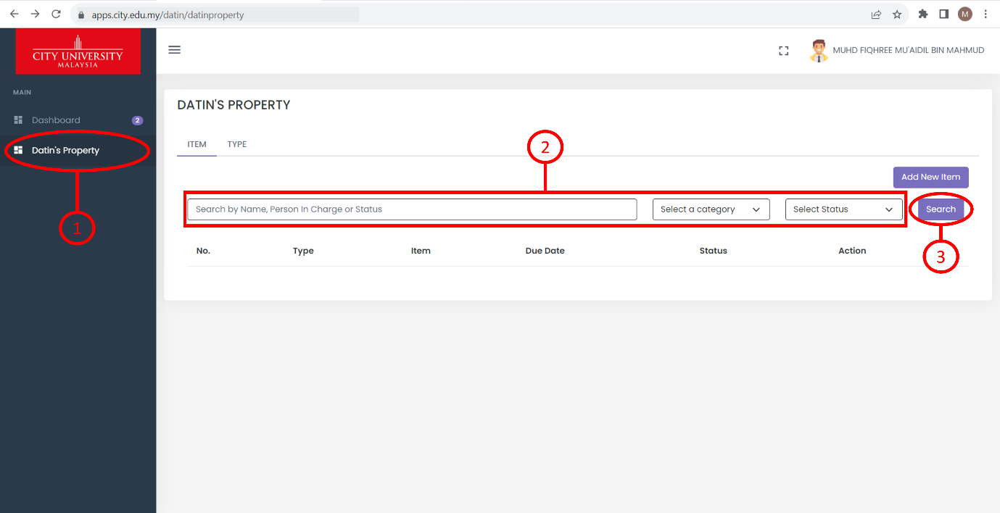 apps.city.edu.my/datin/datinproperty
M
CITY UNIVERSITY
MALAYSIA
MUHD FIQHREE MU'AIDIL BIN MAHMUD
MAIN
DATIN'S PROPERTY
Dashboard 2
Datin's Property
ITEM TYPE
2
Add New Item
Search by Name, Person In Charge or Status Select a category Select Status Search
1
No. Type Item Due Date Status Action
3